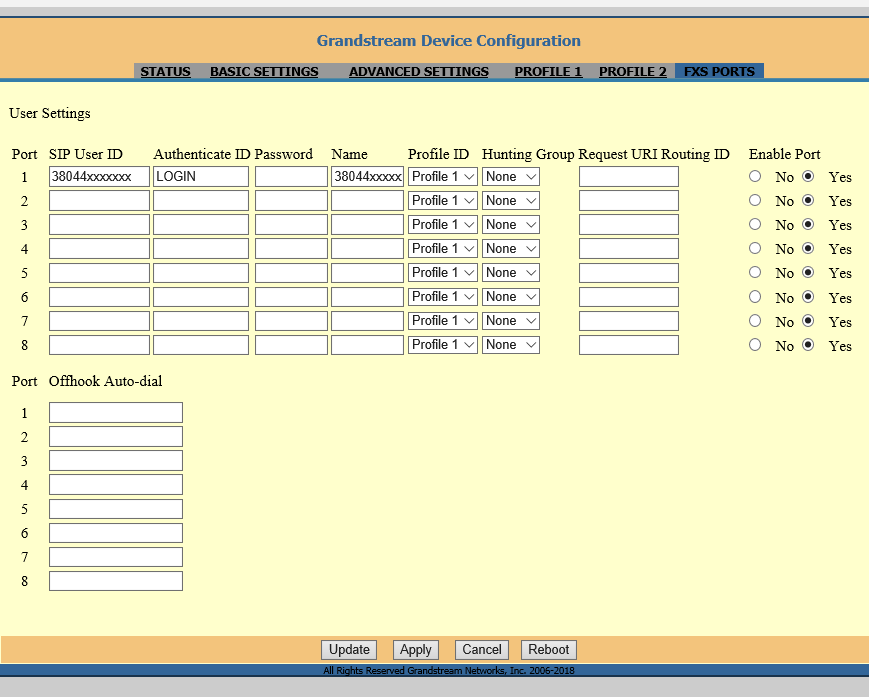 Grandstream Device Configuration
STATUS BASIC SETTINGS ADVANCED SETTINGS PROFILE 1 PROFILE 2 FXS PORTS
User Settings
Port SIP User ID Authenticate ID Password Name Profile ID Hunting Group Request URI Routing ID Enable Port
1 38044xxxxxxx LOGIN 38044xxxxx Profile 1 None No Yes
2 Profile 1 None No Yes
3 Profile 1 None No Yes
4 Profile 1 None No Yes
5 Profile 1 None No Yes
6 Profile 1 None No Yes
7 Profile 1 None No Yes
8 Profile 1 None No Yes
Port Offhook Auto-dial
1
2
3
4
5
6
7
8
Update Apply Cancel Reboot
All Rights Reserved Grandstream Networks, Inc. 2006-2018